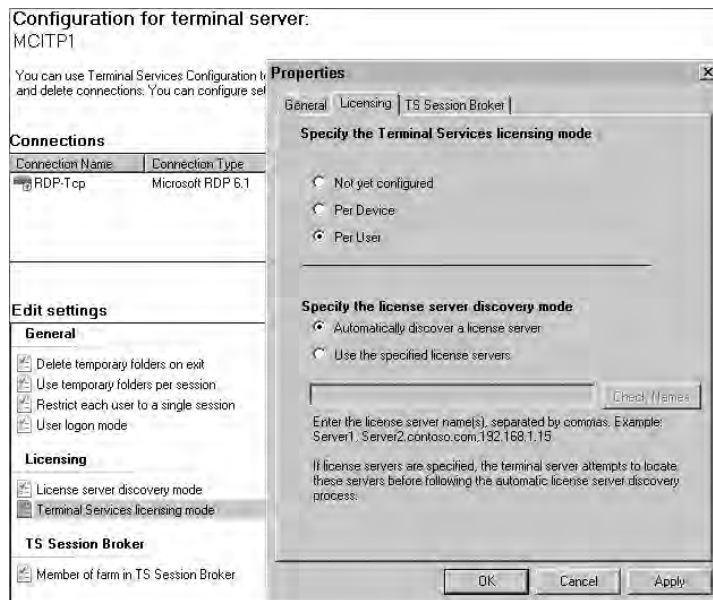 Configuration for terminal server:
MCITP1
You can use Terminal Services Configuration t
and delete connections. You can configure se
Connections
Connection Name Connection Type
RDP-Tcp Microsoft RDP 6.1
Edit settings
General
Delete temporary folders on exit
Use temporary folders per session
Restrict each user to a single session
User logon mode
Licensing
License server discovery mode
Terminal Services licensing mode
TS Session Broker
Member of farm in TS Session Broker
Properties
General Licensing TS Session Broker
Specify the Terminal Services licensing mode
Not yet configured
Per Device
Per User
Specify the license server discovery mode
Automatically discover a license server
Use the specified license servers
Check Names
Enter the license server name(s), separated by commas. Example:
Server1, Server2.contoso.com,192.168.1.15
If license servers are specified, the terminal server attempts to locate
these servers before following the automatic license server discovery
process.
OK Cancel Apply